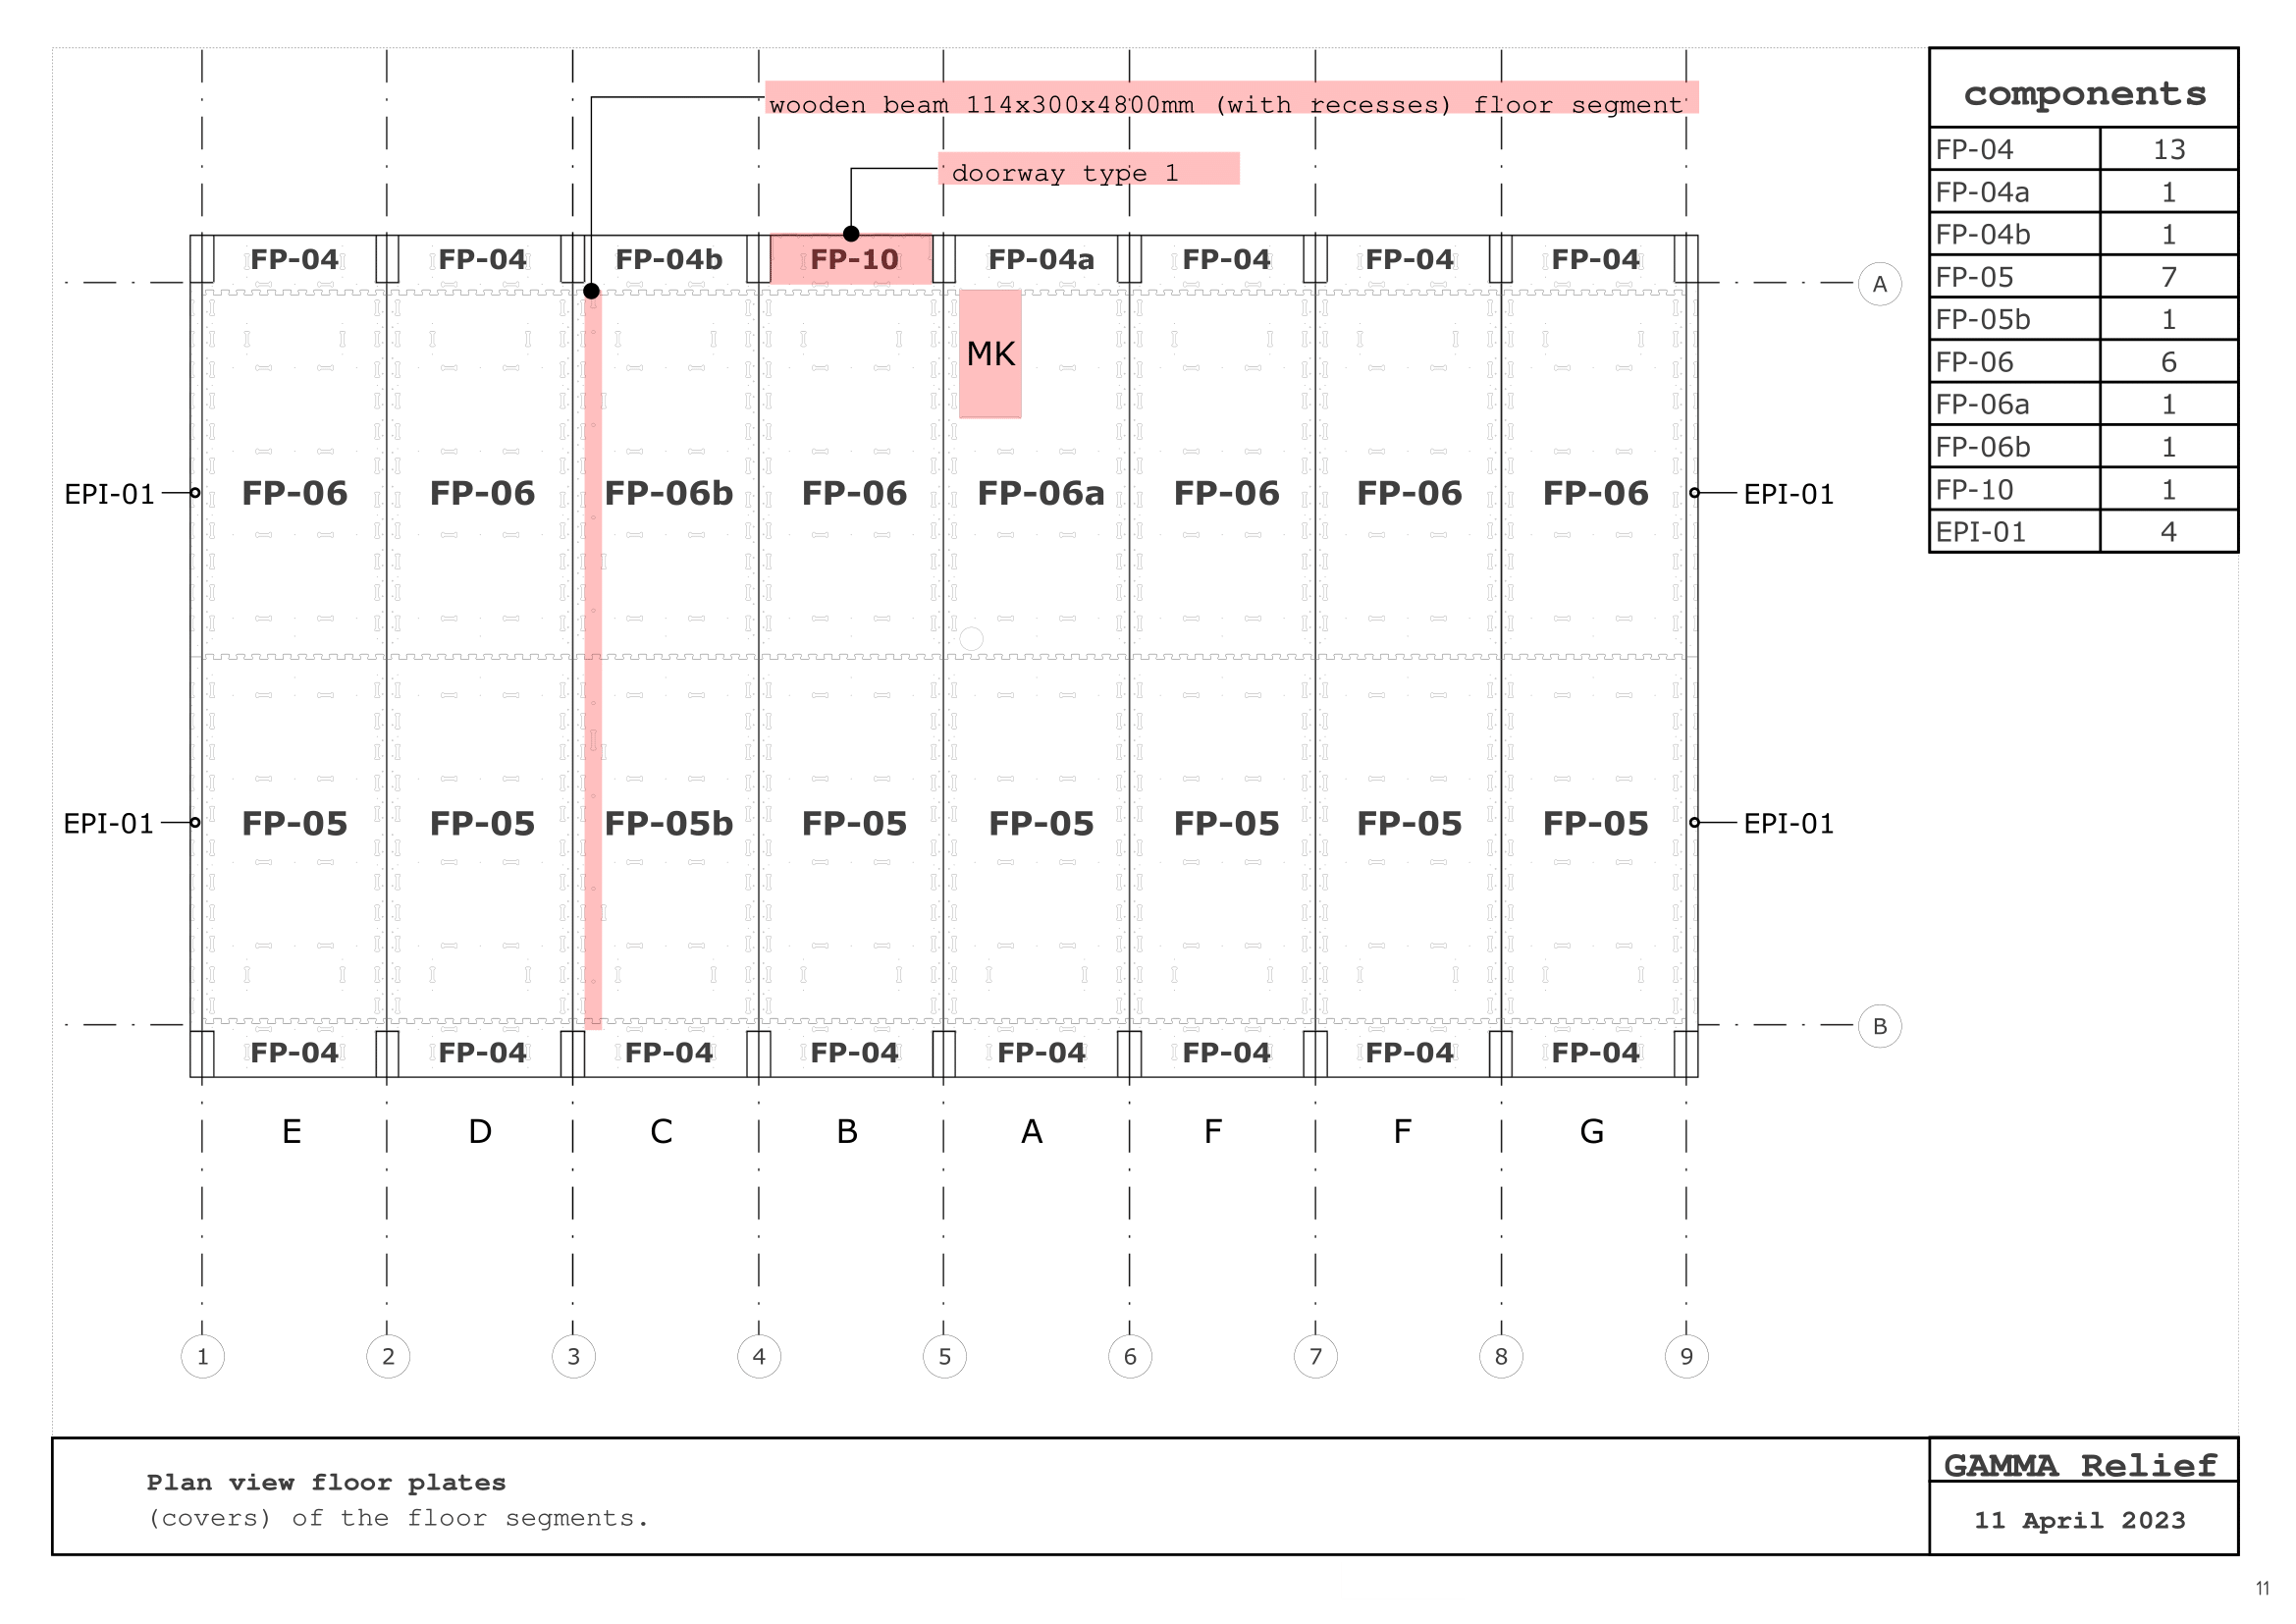 wooden beam 114x300x4800mm (with recesses) floor segment
doorway type 1
components
FP-04 13
FP-04a 1
FP-04b 1
FP-05 7
FP-05b 1
FP-06 6
FP-06a 1
FP-06b 1
FP-10 1
EPI-01 4
FP-04 FP-04 FP-04b FP-10 FP-04a FP-04 FP-04 FP-04
A
MK
EPI-01 FP-06 FP-06 FP-06b FP-06 FP-06a FP-06 FP-06 FP-06 EPI-01
EPI-01 FP-05 FP-05 FP-05b FP-05 FP-05 FP-05 FP-05 FP-05 EPI-01
B
FP-04 FP-04 FP-04 FP-04 FP-04 FP-04 FP-04 FP-04
E D C B A F F G
1 2 3 4 5 6 7 8 9
Plan view floor plates
(covers) of the floor segments.
GAMMA Relief
11 April 2023
11